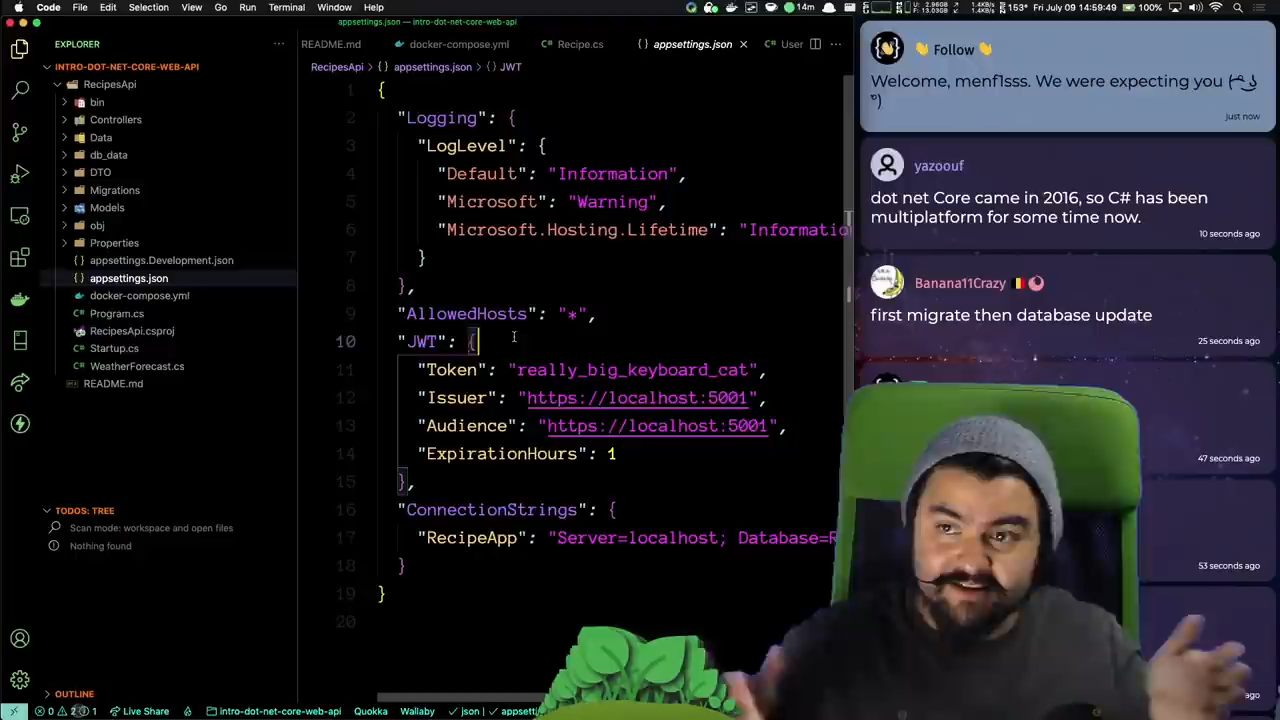 Code File Edit Selection View Go Run Terminal Window Help
14m
153° Fri July 09 14:59:49 100%
appsettings.json — intro-dot-net-core-web-api
EXPLORER
README.md
docker-compose.yml
Recipe.cs
appsettings.json
User
INTRO-DOT-NET-CORE-WEB-API
RecipesApi > {} appsettings.json > {} JWT
RecipesApi
bin
Controllers
Data
db_data
DTO
Migrations
Models
obj
Properties
appsettings.Development.json
appsettings.json
docker-compose.yml
Program.cs
RecipesApi.csproj
Startup.cs
WeatherForecast.cs
README.md
TODOS: TREE
Scan mode: workspace and open files
Nothing found
OUTLINE
1 {
2 "Logging": {
3 "LogLevel": {
4 "Default": "Information",
5 "Microsoft": "Warning",
6 "Microsoft.Hosting.Lifetime": "Informatio
7 }
8 },
9 "AllowedHosts": "*",
10 "JWT": {
11 "Token": "really_big_keyboard_cat",
12 "Issuer": "https://localhost:5001",
13 "Audience": "https://localhost:5001",
14 "ExpirationHours": 1
15 },
16 "ConnectionStrings": {
17 "RecipeApp": "Server=localhost; Database=R
18 }
19 }
20
Live Share
intro-dot-net-core-web-api
Quokka
Wallaby
json
👋 Follow 👋
Welcome, menf1sss. We were expecting you ( ͡° ͜ʖ ͡°)
just now
yazoouf
dot net Core came in 2016, so C# has been
multiplatform for some time now.
10 seconds ago
Banana11Crazy
first migrate then database update
25 seconds ago
47 seconds ago
53 seconds ago